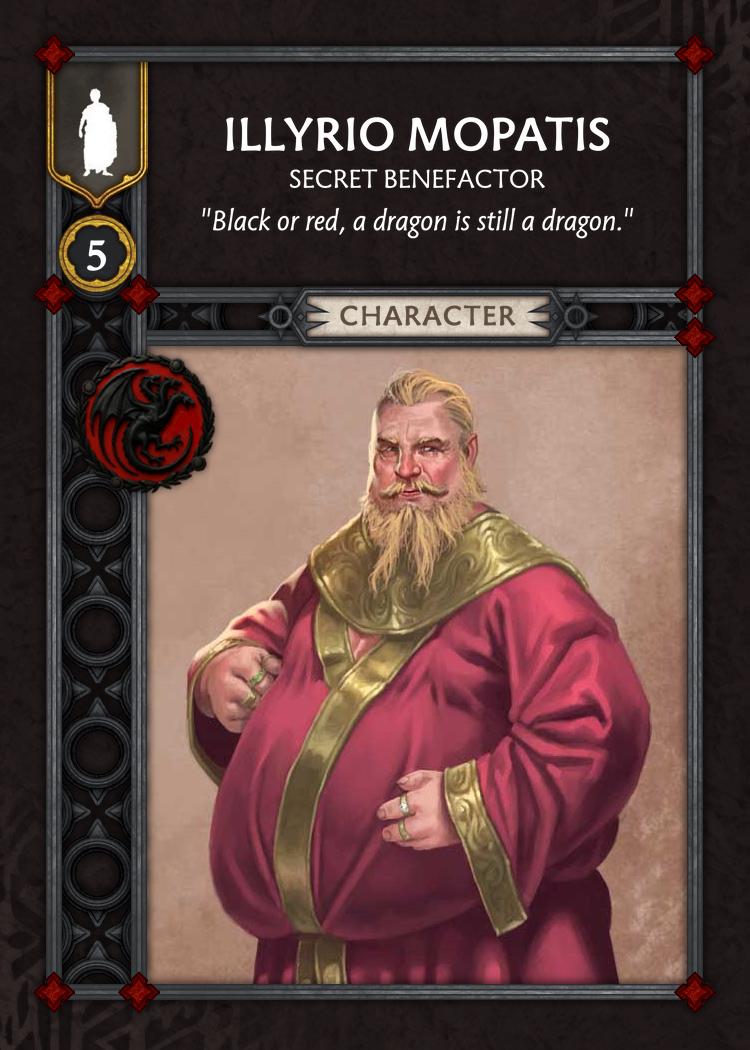 ILLYRIO MOPATIS
SECRET BENEFACTOR
"Black or red, a dragon is still a dragon."
5
CHARACTER